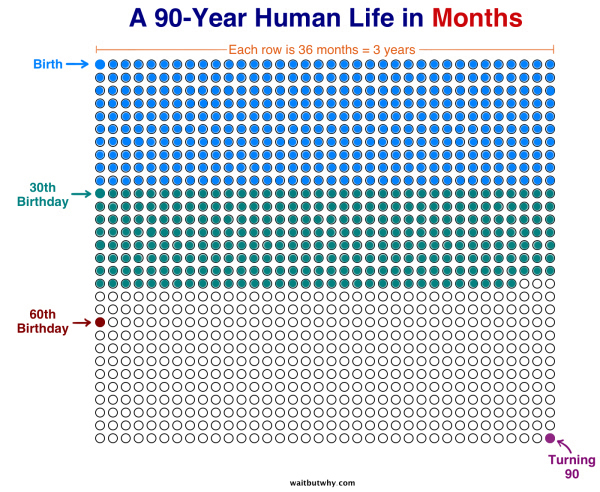 A 90-Year Human Life in Months
Each row is 36 months = 3 years
Birth
30th
Birthday
60th
Birthday
Turning
90
waitbutwhy.com